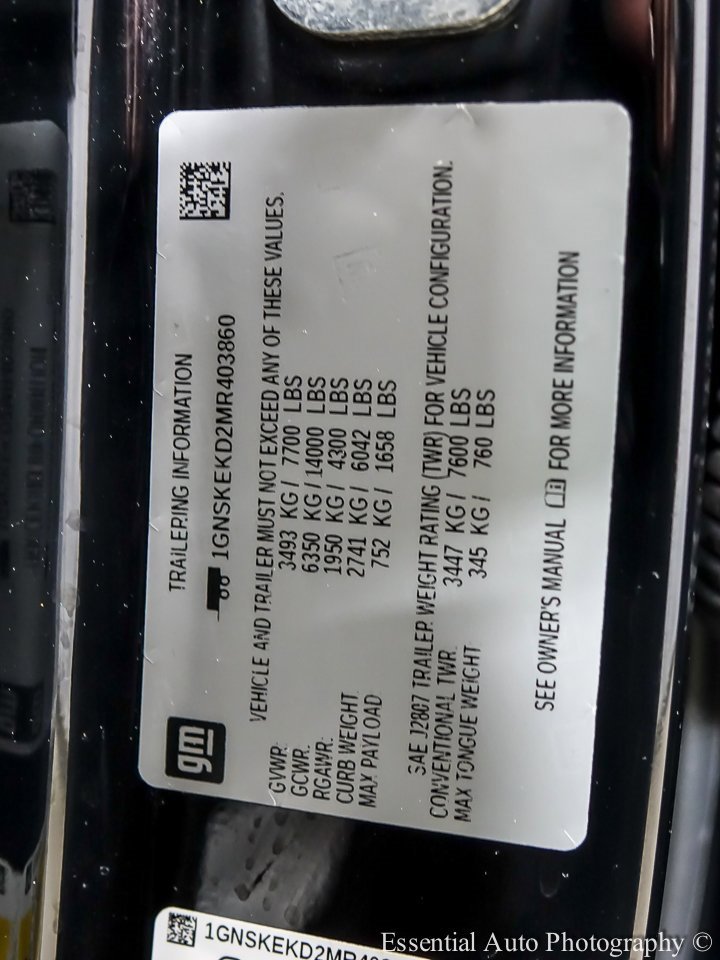 gm
TRAILERING INFORMATION
1GNSKEKD2MR403860
VEHICLE AND TRAILER MUST NOT EXCEED ANY OF THESE VALUES.
GVWR: 3493 KG / 7700 LBS
GCWR: 6350 KG / 14000 LBS
RGAWR: 1950 KG / 4300 LBS
CURB WEIGHT: 2741 KG / 6042 LBS
MAX PAYLOAD: 752 KG / 1658 LBS
SAE J2807 TRAILER WEIGHT RATING (TWR) FOR VEHICLE CONFIGURATION:
CONVENTIONAL TWR: 3447 KG / 7600 LBS
MAX TONGUE WEIGHT: 345 KG / 760 LBS
SEE OWNER'S MANUAL FOR MORE INFORMATION
1GNSKEKD2MR40
Essential Auto Photography ©